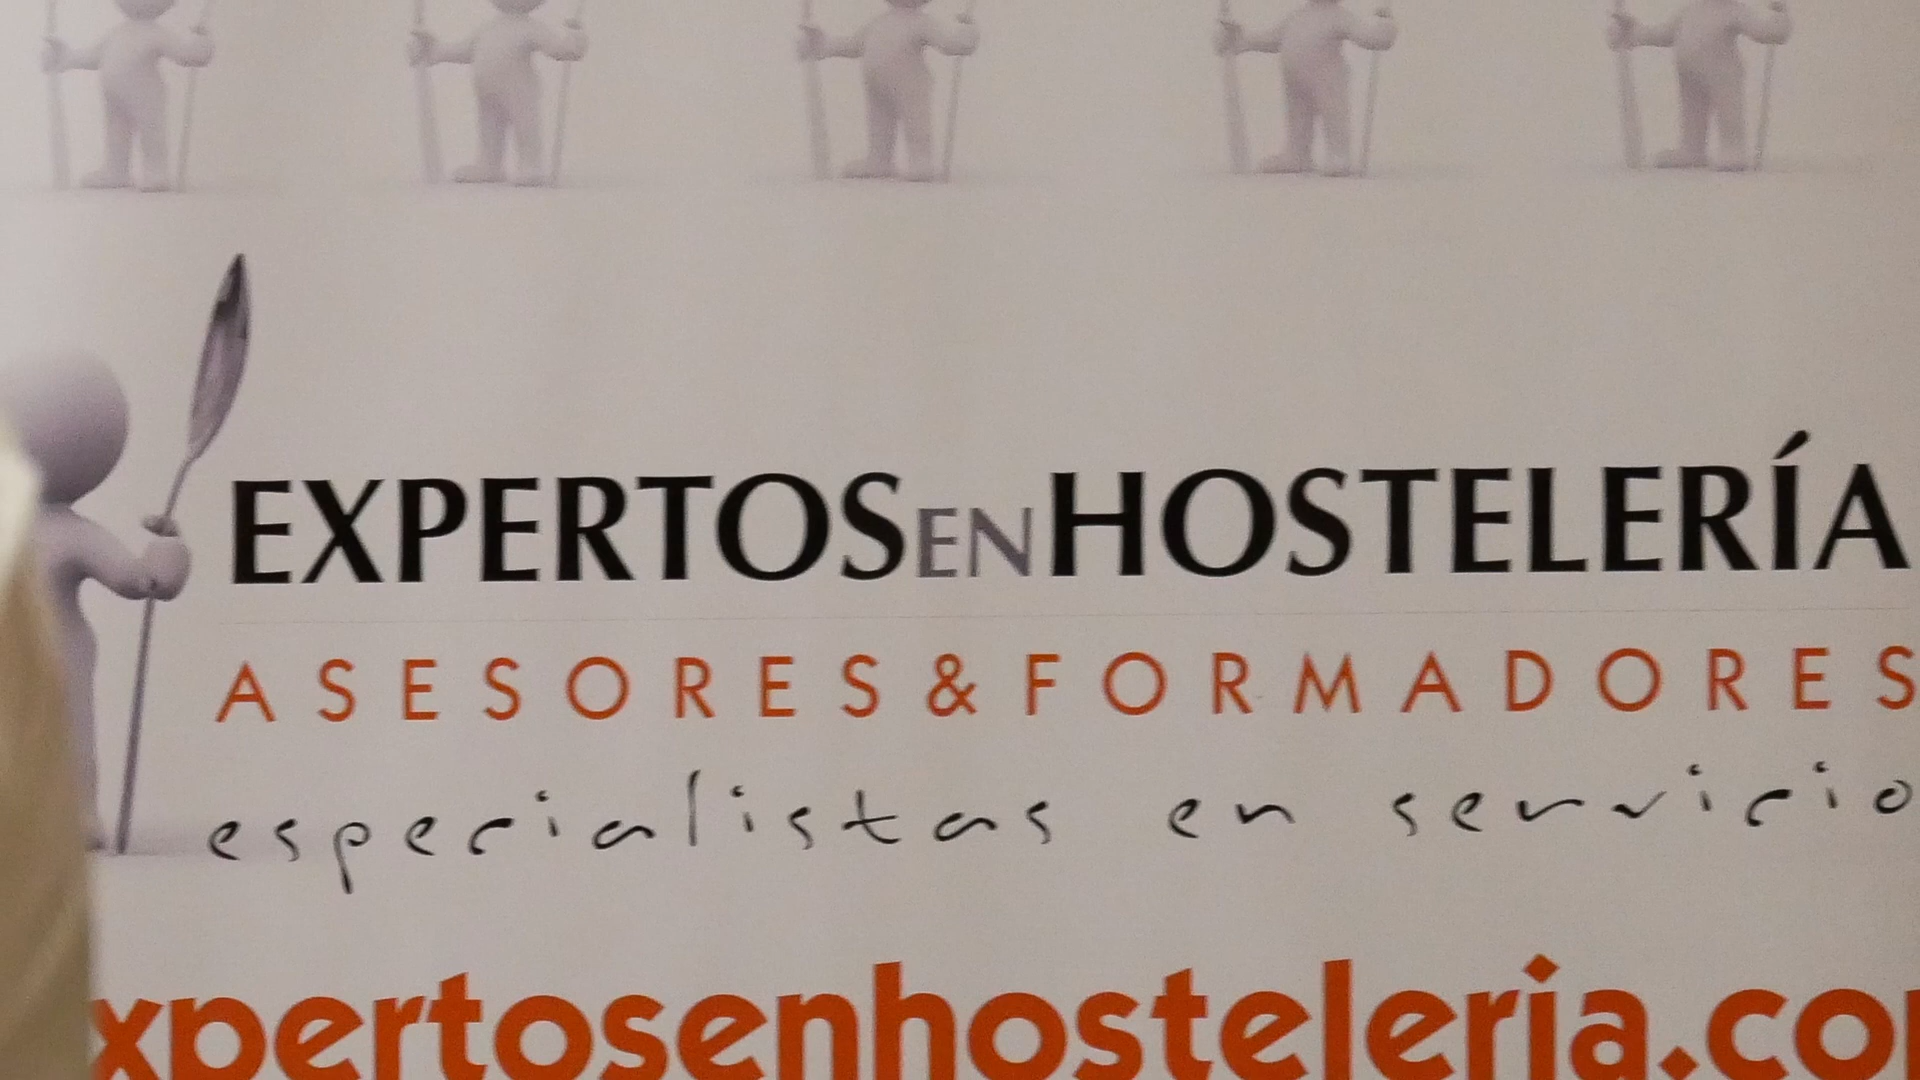 EXPERTOSENHOSTELERÍA
ASESORES&FORMADORES
especialistas en servicio
xpertosenhosteleria.co